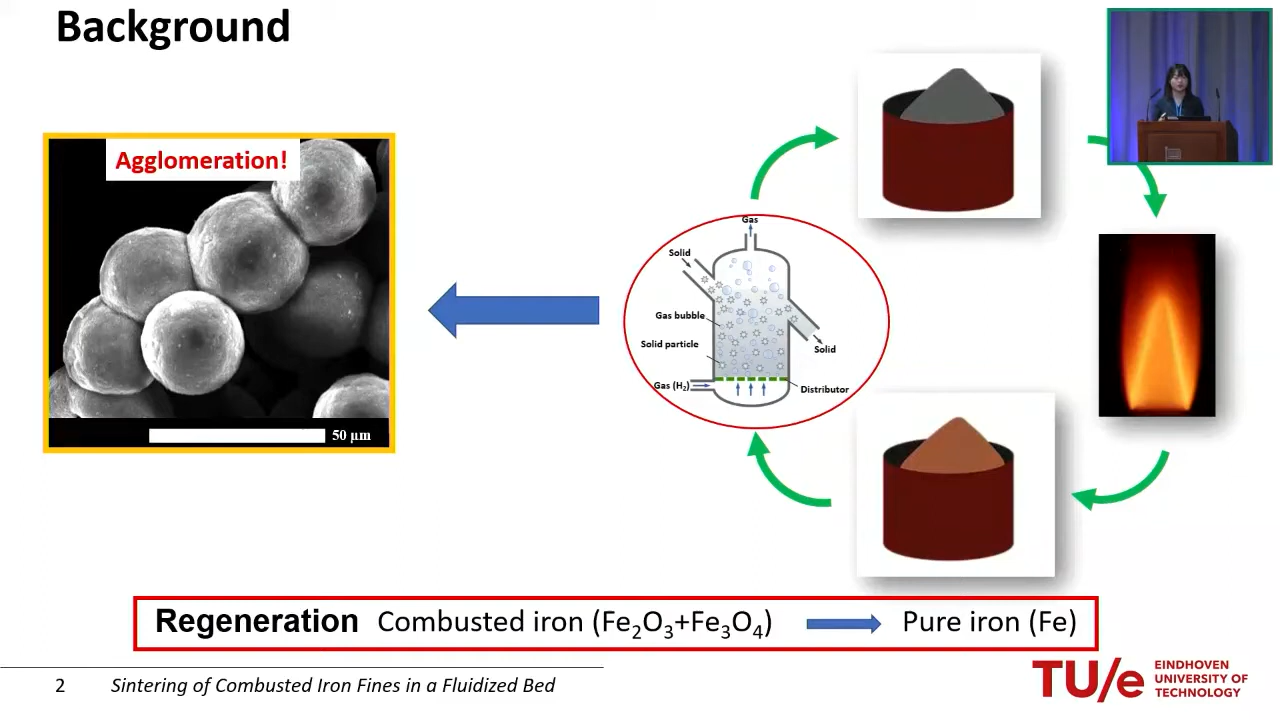 Background
Agglomeration!
50 μm
Gas
Solid
Gas bubble
Solid particle
Gas (H2)
Solid
Distributor
Regeneration Combusted iron (Fe2O3+Fe3O4) Pure iron (Fe)
2 Sintering of Combusted Iron Fines in a Fluidized Bed
TU/e EINDHOVEN
UNIVERSITY OF
TECHNOLOGY